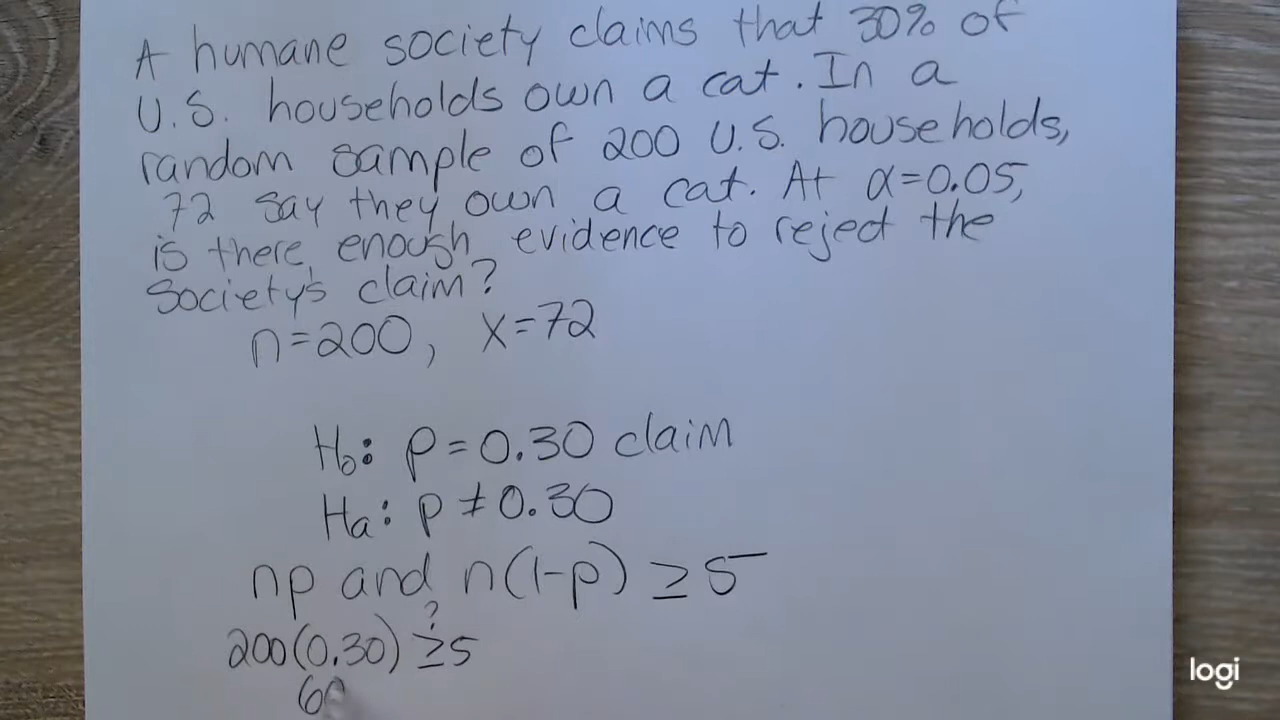 A humane society claims that 30% of
U.S. households own a cat. In a
random sample of 200 U.S. households,
72 say they own a cat. At α=0.05,
is there enough evidence to reject the
Society's claim?
n=200, x=72
H₀: p=0.30 claim
Ha: p≠0.30
np and n(1-p) ≥5
?
200(0.30) ≥5
60
logi